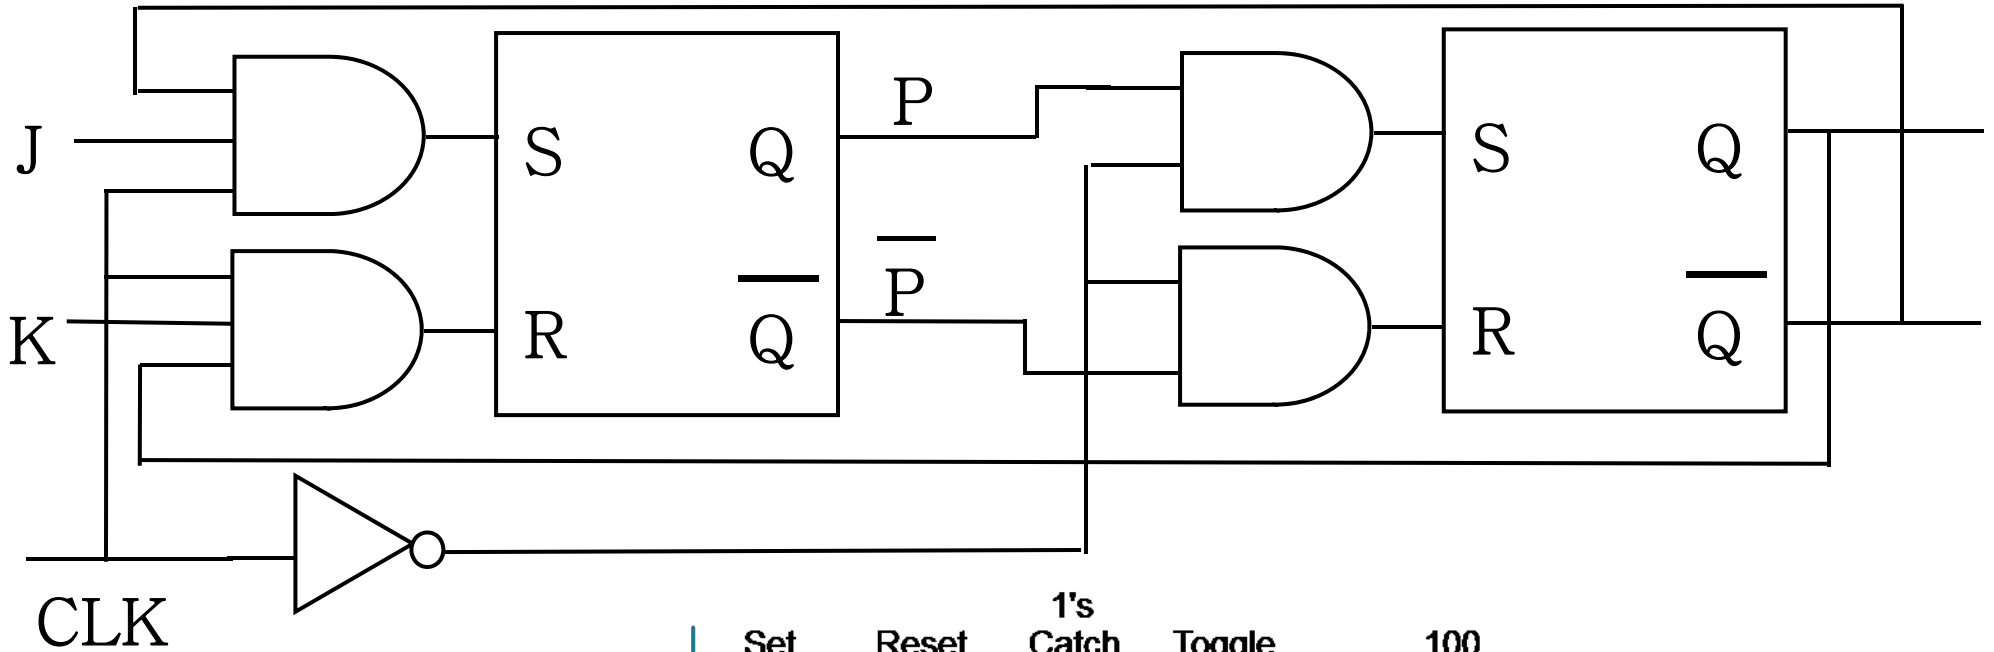 P
J S Q S Q
P̅
K R Q̅ R Q̅
CLK
1's
Set Reset Catch Toggle 100